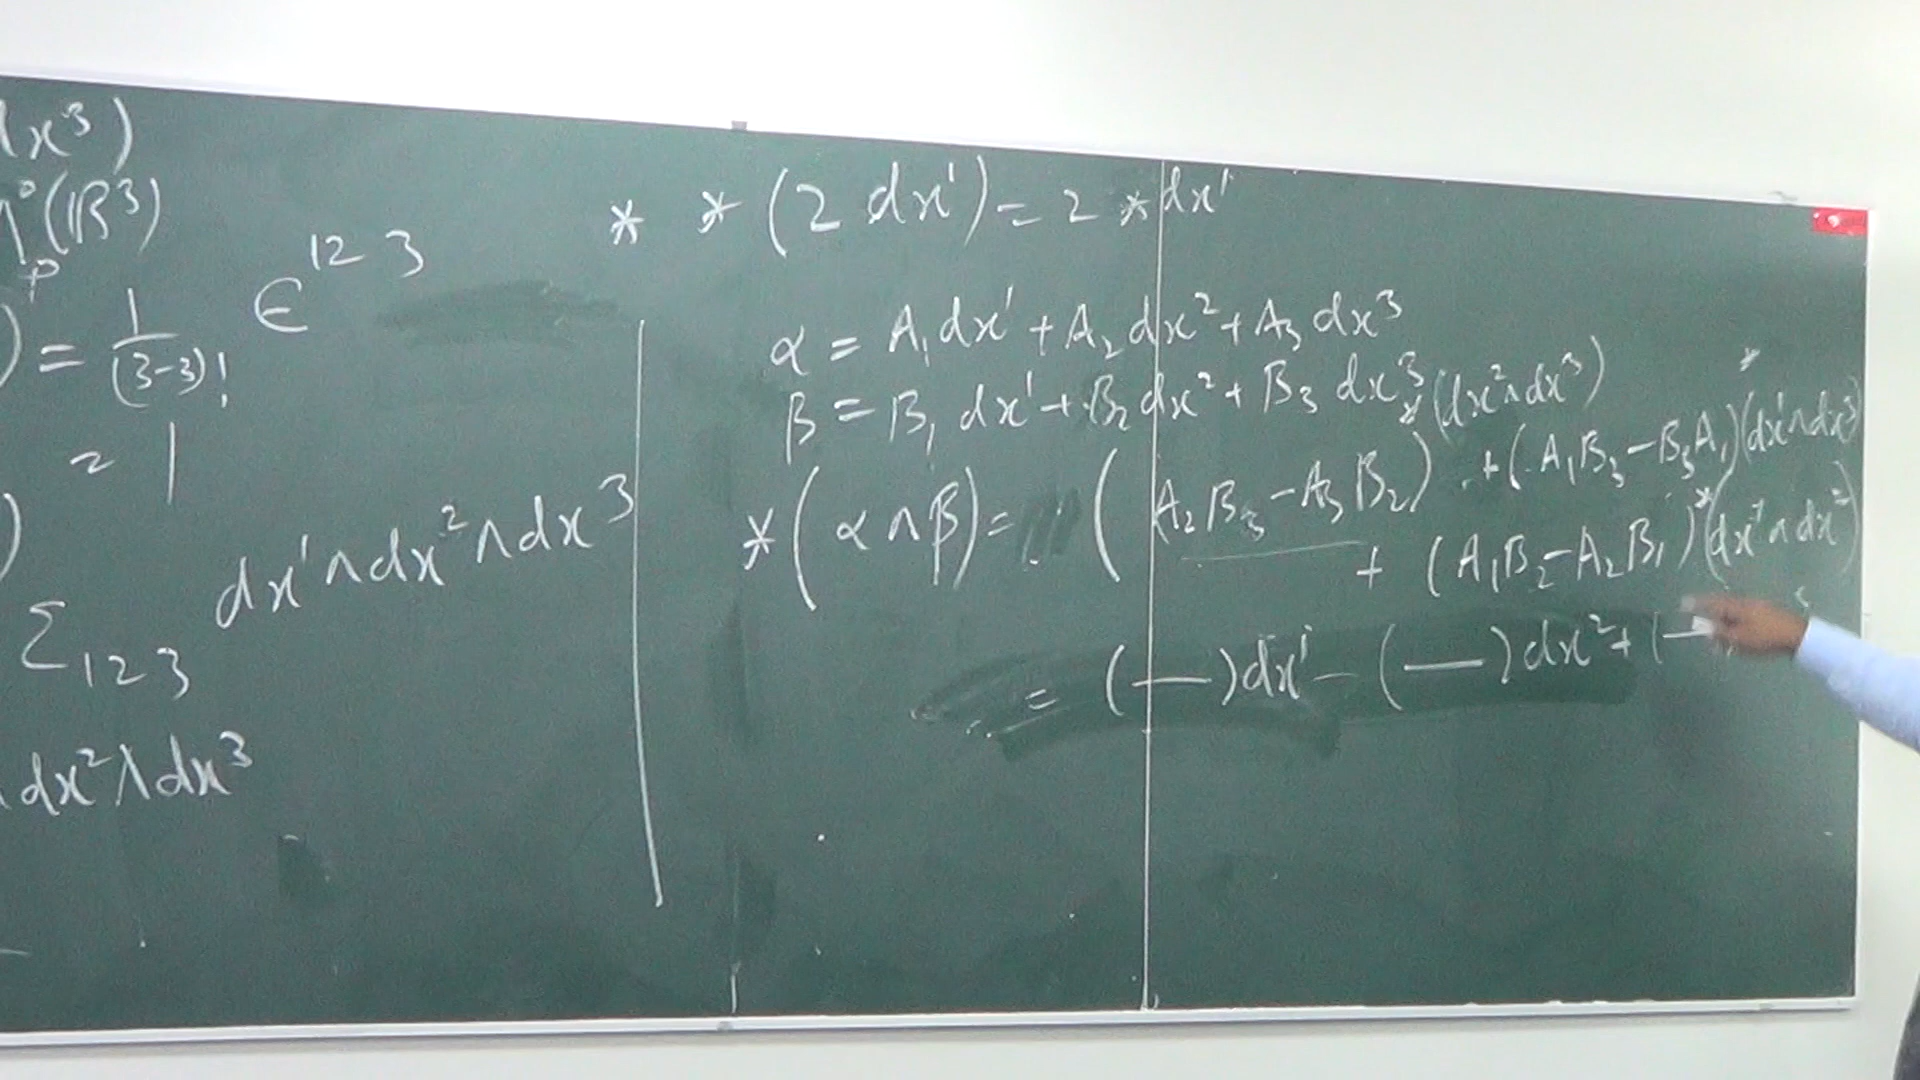 dx³)
Λ⁰(ℝ³)
p
) = 1/(3-3)! ϵ¹²³
= 1
)
Σ₁₂₃ dx¹∧dx²∧dx³
dx²∧dx³
* *(2 dx¹) = 2 *dx¹
α = A₁dx¹ + A₂dx² + A₃dx³
β = B₁dx¹ + B₂dx² + B₃dx³
*(α∧β) = (A₂B₃ - A₃B₂) *(dx²∧dx³) + (A₁B₃ - B₃A₁) *(dx¹∧dx³)
+ (A₁B₂ - A₂B₁) *(dx¹∧dx²)
= (—)dx¹ - (—)dx² + (—